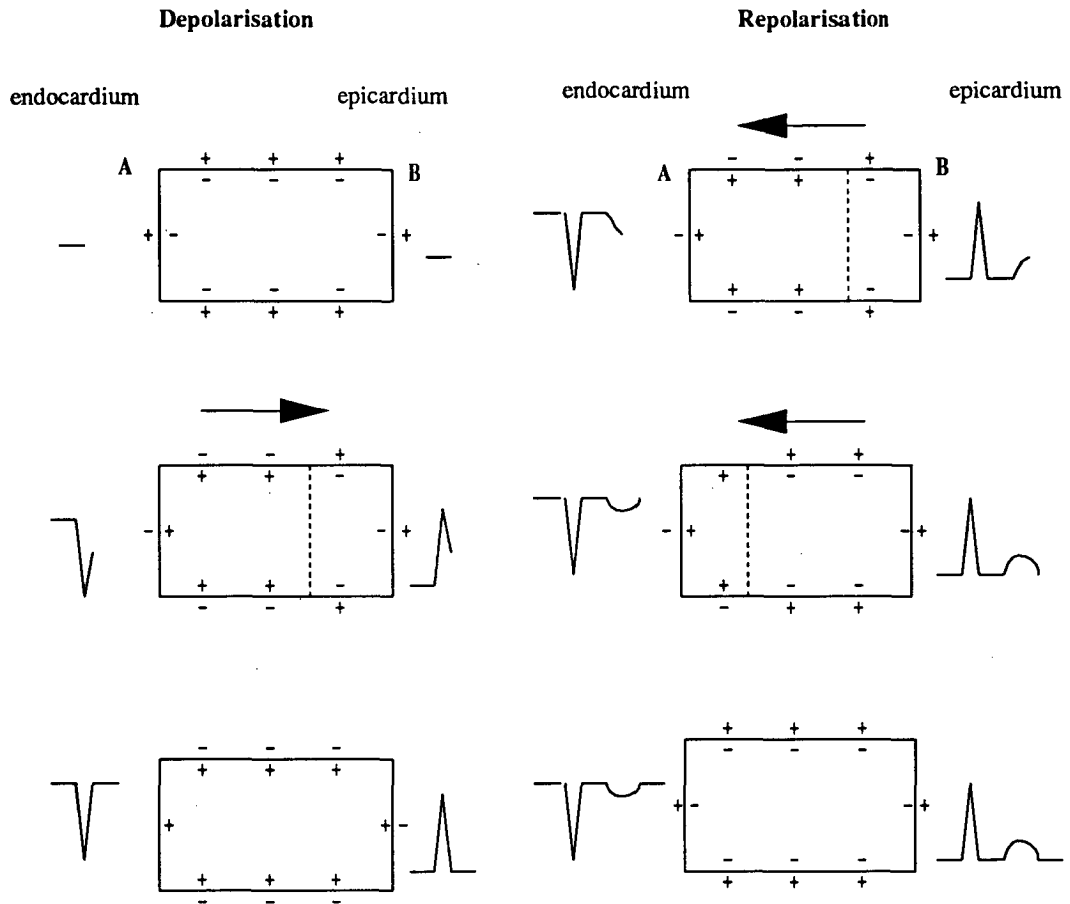 Depolarisation
Repolarisation
endocardium
epicardium
endocardium
epicardium
A
+ + +
B
- - -
+ -
- +
- - -
+ + +
A
- - +
B
+ + -
- +
- +
+ + -
- - +
- - +
+ + -
- +
- +
+ + -
- - +
+ +
+ - -
- +
- +
+ - -
- + +
- - -
+ + +
+
+ -
+ + +
- - -
+ + +
- - -
+ -
- +
- - -
+ + +